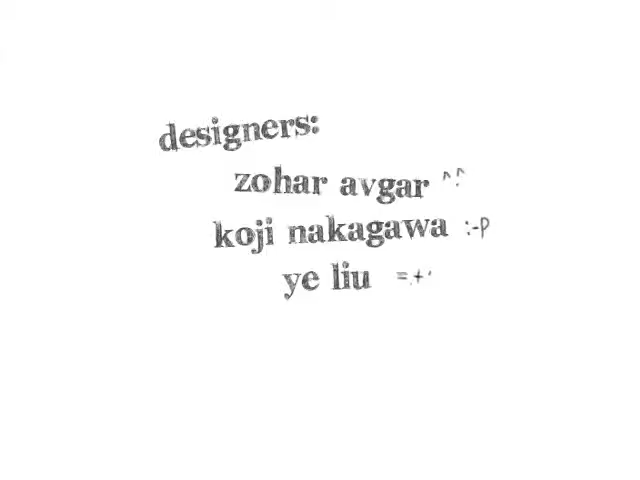 designers:
zohar avgar ^.^
koji nakagawa :-P
ye liu =.+'